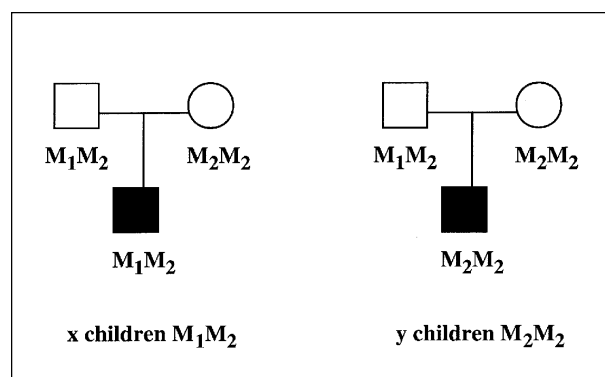 M₁M₂ M₂M₂
M₁M₂
x children M₁M₂
M₁M₂ M₂M₂
M₂M₂
y children M₂M₂